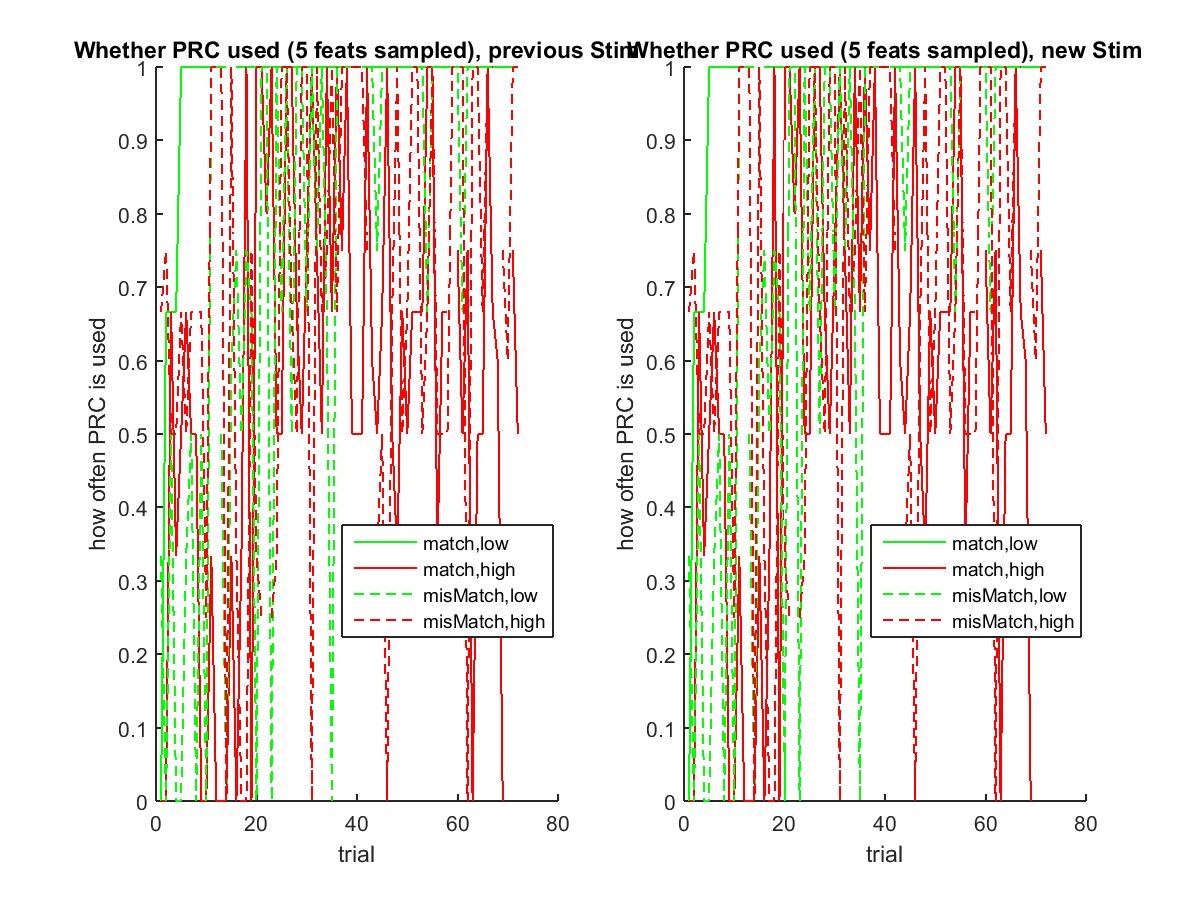 Whether PRC used (5 feats sampled), previous Stim
Whether PRC used (5 feats sampled), new Stim
how often PRC is used
1
0.9
0.8
0.7
0.6
0.5
0.4
0.3
0.2
0.1
0
0 20 40 60 80
trial
match,low
match,high
misMatch,low
misMatch,high
how often PRC is used
1
0.9
0.8
0.7
0.6
0.5
0.4
0.3
0.2
0.1
0
0 20 40 60 80
trial
match,low
match,high
misMatch,low
misMatch,high